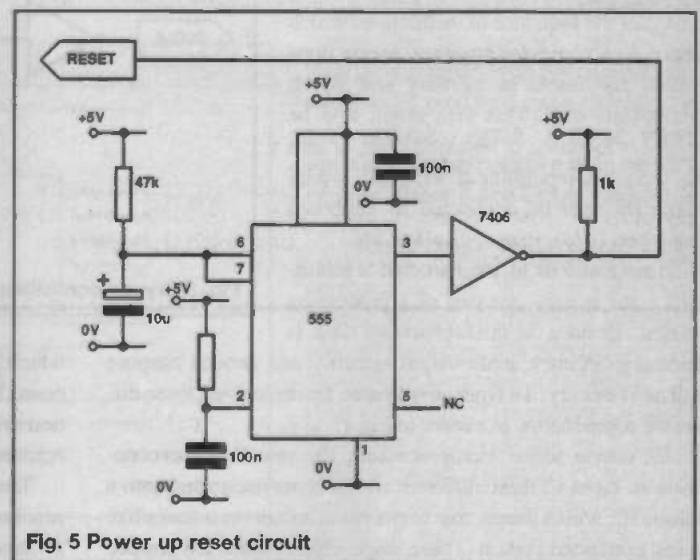 RESET
+5V
+5V
+5V
47k
100n
0V
1k
7406
6
7
3
+
+5V
10u
555
0V
2
5
NC
100n
1
0V
0V
Fig. 5 Power up reset circuit